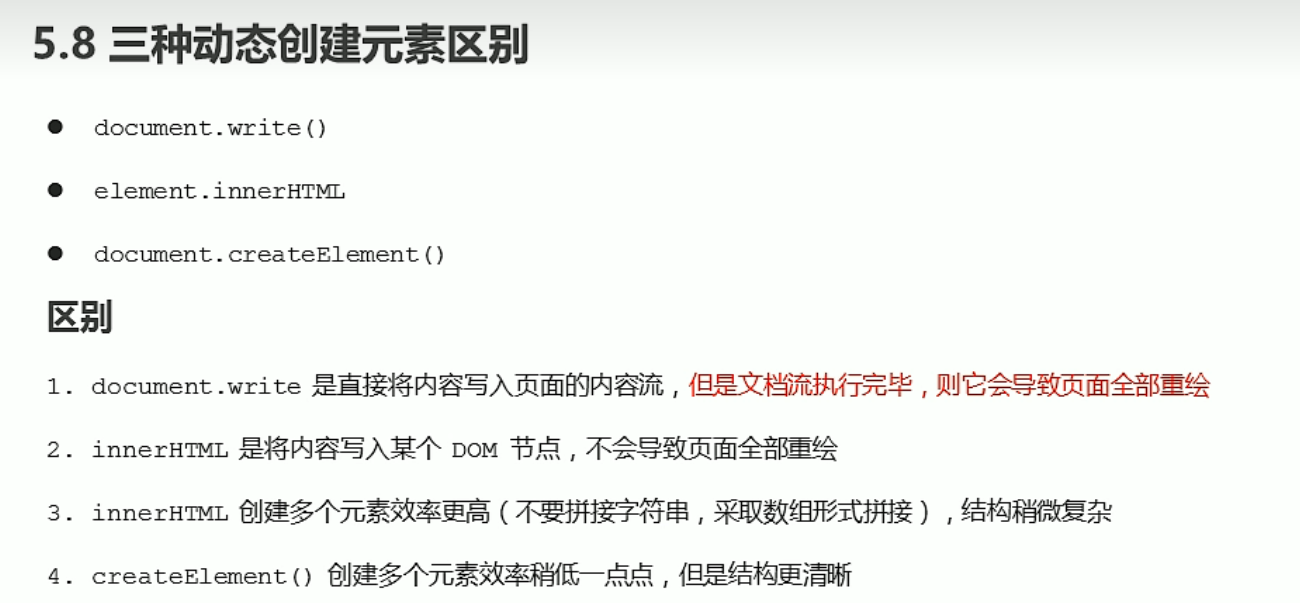 5.8 三种动态创建元素区别
● document.write()
● element.innerHTML
● document.createElement()
区别
1. document.write 是直接将内容写入页面的内容流，但是文档流执行完毕，则它会导致页面全部重绘
2. innerHTML 是将内容写入某个 DOM 节点，不会导致页面全部重绘
3. innerHTML 创建多个元素效率更高（不要拼接字符串，采取数组形式拼接），结构稍微复杂
4. createElement() 创建多个元素效率稍低一点点，但是结构更清晰